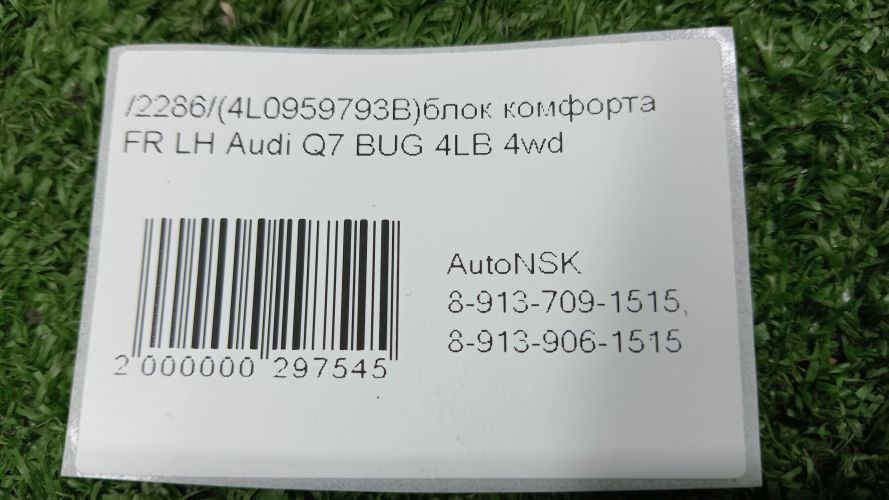 /2286/(4L0959793B)блок комфорта
FR LH Audi Q7 BUG 4LB 4wd
AutoNSK
8-913-709-1515,
8-913-906-1515
2 000000 297545